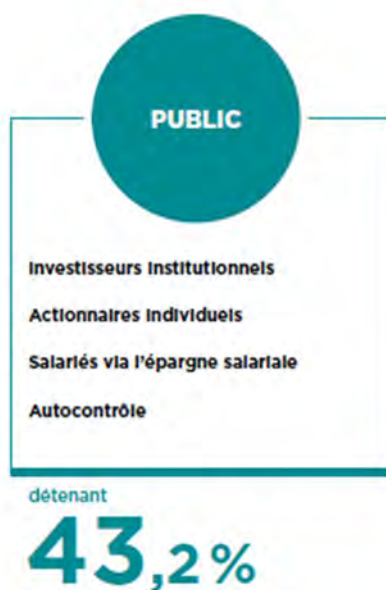 PUBLIC
Investisseurs Institutionnels
Actionnaires Individuels
Salariés via l'épargne salariale
Autocontrôle
détenant
43,2 %